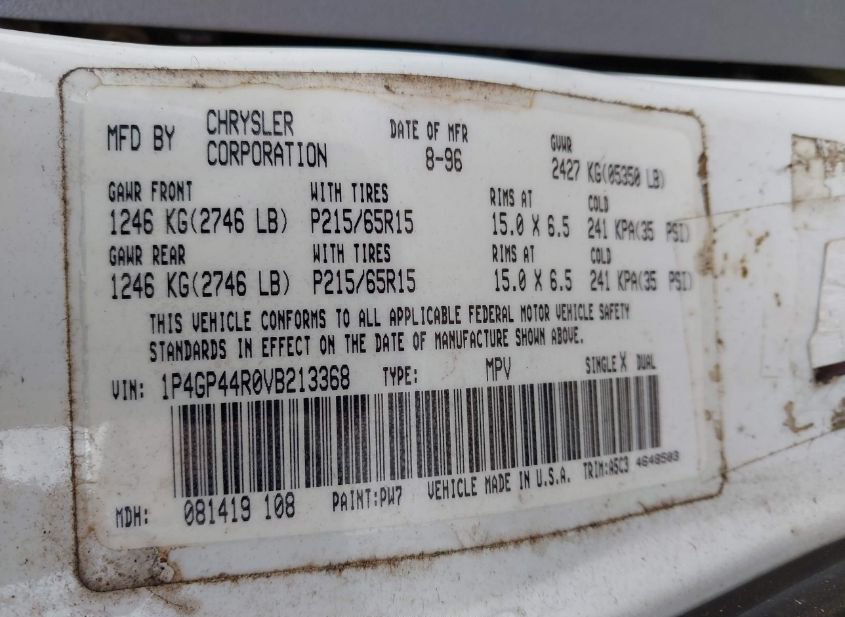 MFD BY CHRYSLER CORPORATION DATE OF MFR 8-96 GVWR 2427 KG(05350 LB)
GAWR FRONT WITH TIRES RIMS AT COLD
1246 KG(2746 LB) P215/65R15 15.0 X 6.5 241 KPA(35 PSI)
GAWR REAR WITH TIRES RIMS AT COLD
1246 KG(2746 LB) P215/65R15 15.0 X 6.5 241 KPA(35 PSI)
THIS VEHICLE CONFORMS TO ALL APPLICABLE FEDERAL MOTOR VEHICLE SAFETY
STANDARDS IN EFFECT ON THE DATE OF MANUFACTURE SHOWN ABOVE.
VIN: 1P4GP44R0VB213368 TYPE: MPV SINGLE X DUAL
MDH: 081419 108 PAINT:PW7 VEHICLE MADE IN U.S.A. TRIM:A5C3 4648503